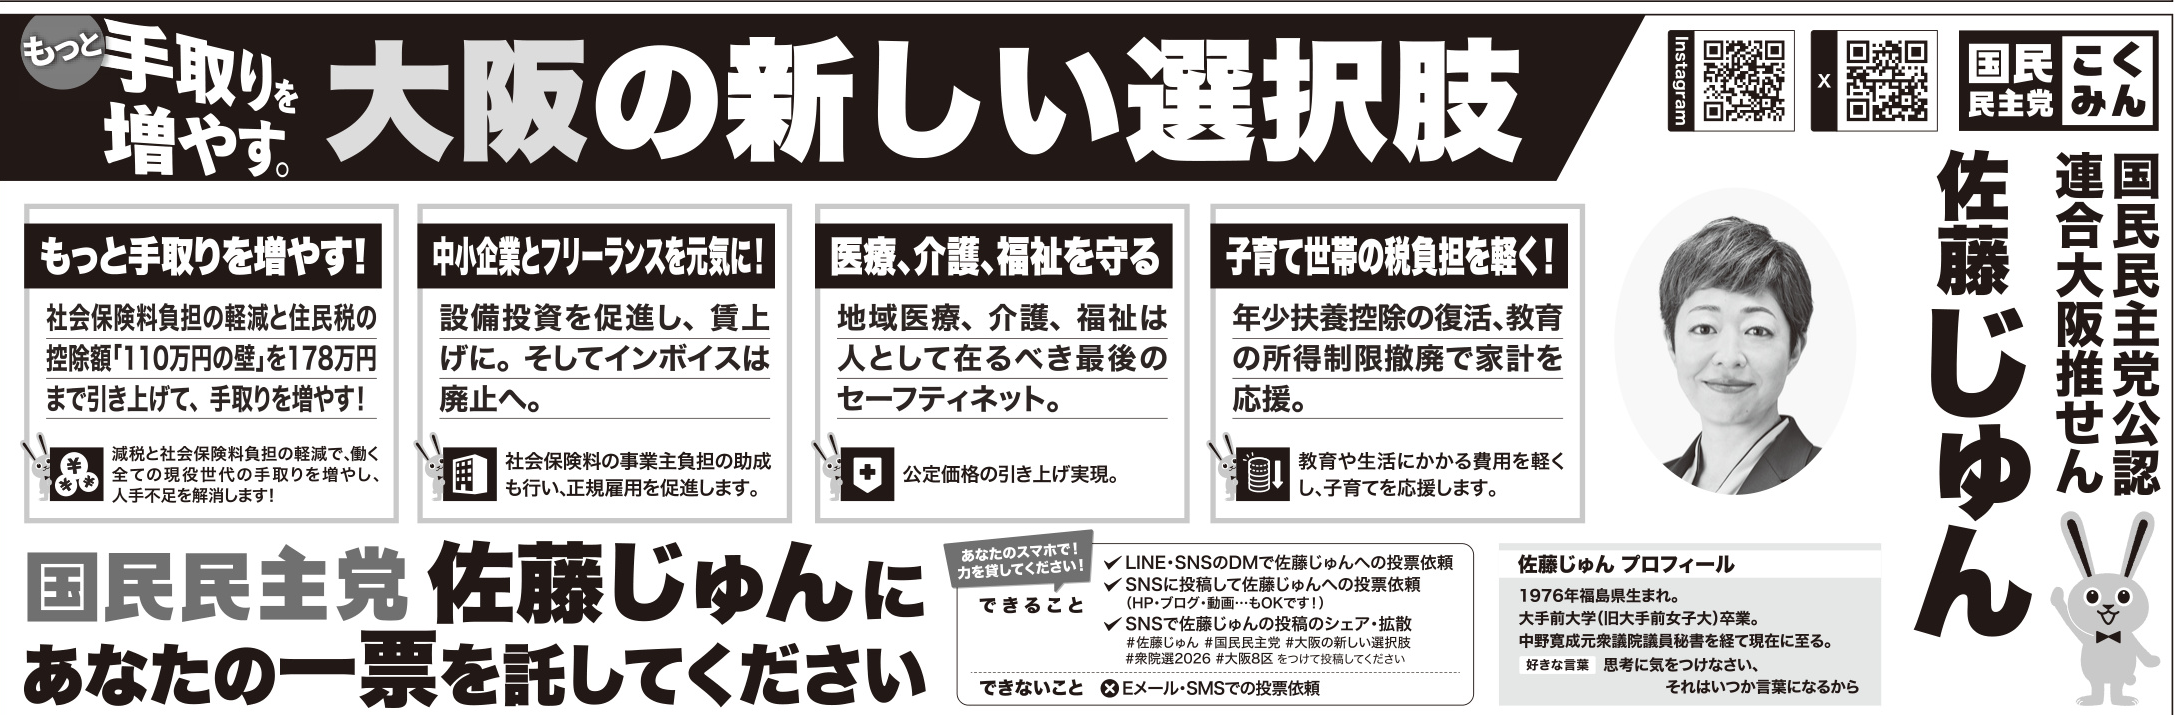 もっと手取りを
増やす。
大阪の新しい選択肢
Instagram
X
国民
民主党
こくみん
国民民主党公認
連合大阪推せん
佐藤じゅん
もっと手取りを増やす!
社会保険料負担の軽減と住民税の
控除額「110万円の壁」を178万円
まで引き上げて、手取りを増やす!
減税と社会保険料負担の軽減で、働く
全ての現役世代の手取りを増やし、
人手不足を解消します!
中小企業とフリーランスを元気に!
設備投資を促進し、賃上
げに。そしてインボイスは
廃止へ。
社会保険料の事業主負担の助成
も行い、正規雇用を促進します。
医療、介護、福祉を守る
地域医療、介護、福祉は
人として在るべき最後の
セーフティネット。
公定価格の引き上げ実現。
子育て世帯の税負担を軽く!
年少扶養控除の復活、教育
の所得制限撤廃で家計を
応援。
教育や生活にかかる費用を軽く
し、子育てを応援します。
国民民主党 佐藤じゅんに
あなたの一票を託してください
あなたのスマホで!
力を貸してください!
できること
✓LINE・SNSのDMで佐藤じゅんへの投票依頼
✓SNSに投稿して佐藤じゅんへの投票依頼
(HP・ブログ・動画…もOKです!)
✓SNSで佐藤じゅんの投稿のシェア・拡散
#佐藤じゅん #国民民主党 #大阪の新しい選択肢
#衆院選2026 #大阪8区 をつけて投稿してください
できないこと ⊗Eメール・SMSでの投票依頼
佐藤じゅん プロフィール
1976年福島県生まれ。
大手前大学(旧大手前女子大)卒業。
中野寛成元衆議院議員秘書を経て現在に至る。
好きな言葉 思考に気をつけなさい、
それはいつか言葉になるから